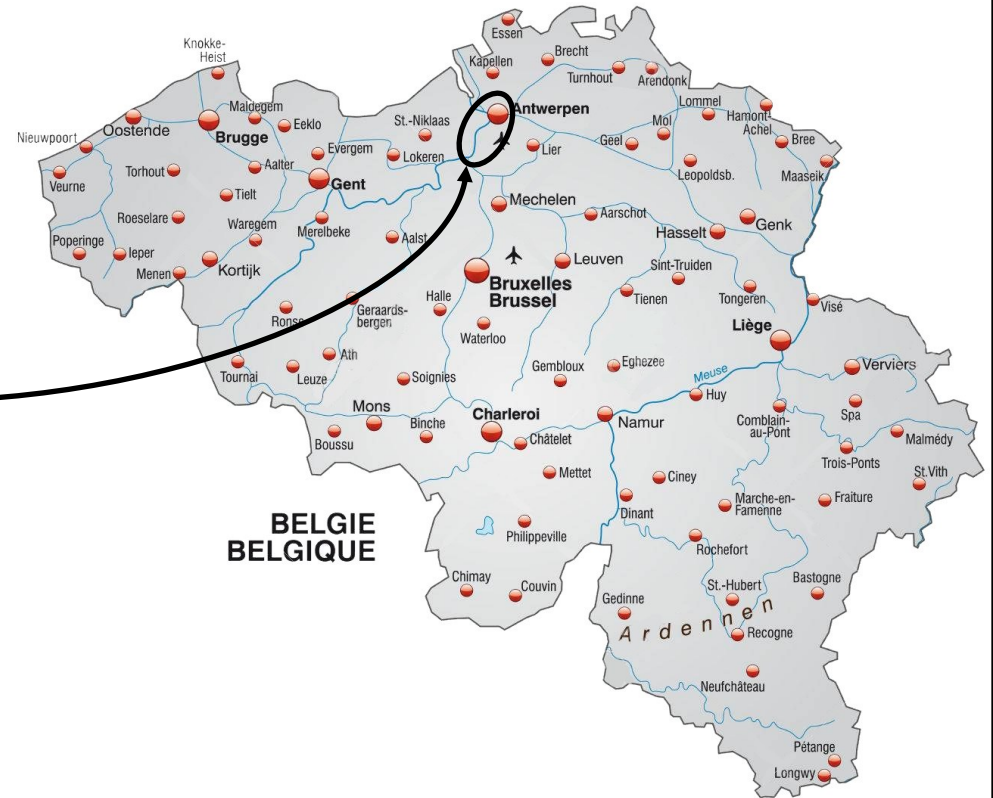 Essen
Knokke-
Heist
Brecht
Kapellen
Turnhout
Arendonk
Lommel
Maldegem
Antwerpen
Hamont-
Achel
Oostende
Brugge
Eeklo
St.-Niklaas
Mol
Nieuwpoort
Geel
Bree
Evergem
Lokeren
Lier
Torhout
Aalter
Leopoldsb.
Maaseik
Veurne
Gent
Tielt
Mechelen
Roeselare
Aarschot
Waregem
Merelbeke
Genk
Hasselt
Poperinge
Ieper
Aalst
Menen
Kortijk
Leuven
Sint-Truiden
Bruxelles
Brussel
Halle
Tienen
Tongeren
Visé
Geraards-
bergen
Ronse
Liège
Waterloo
Ath
Gembloux
Eghezee
Verviers
Tournai
Leuze
Soignies
Meuse
Huy
Mons
Charleroi
Namur
Comblain-
au-Pont
Spa
Boussu
Binche
Châtelet
Malmédy
Trois-Ponts
Mettet
Ciney
St.Vith
Marche-en-
Famenne
Fraiture
Dinant
BELGIE
BELGIQUE
Philippeville
Rochefort
Chimay
Couvin
St.-Hubert
Bastogne
Gedinne
Ardennen
Recogne
Neufchâteau
Pétange
Longwy